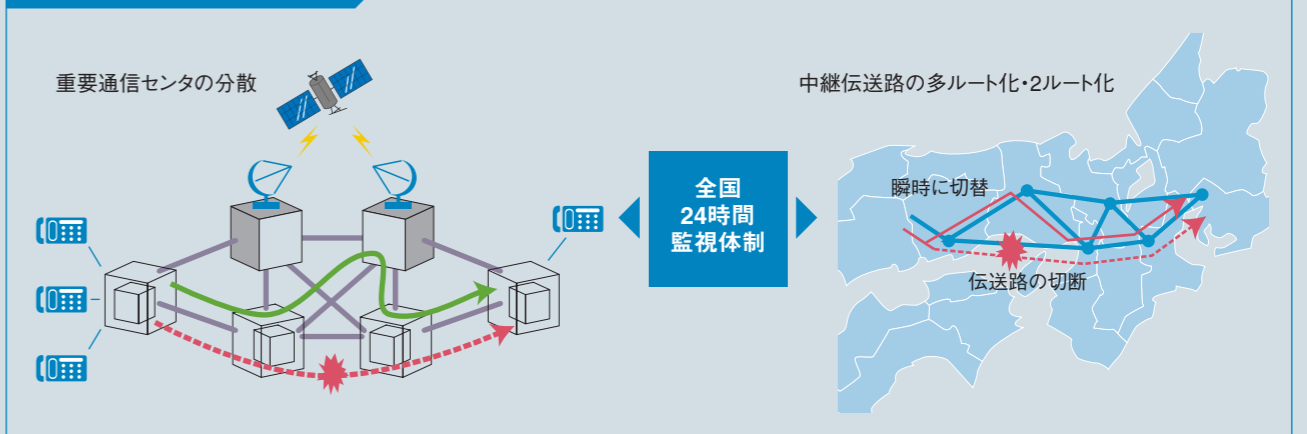 重要通信センタの分散
中継伝送路の多ルート化・2ルート化
全国
24時間
監視体制
瞬時に切替
伝送路の切断